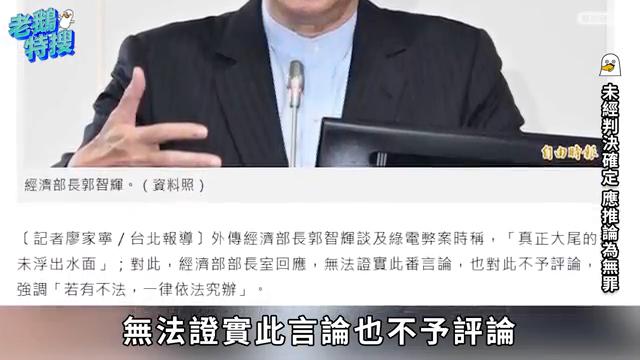 老鵝特搜
未經判決確定 應推論為無罪
自由時報
經濟部長郭智輝。（資料照）
〔記者廖家寧／台北報導〕外傳經濟部長郭智輝談及綠電弊案時稱，「真正大尾的
未浮出水面」；對此，經濟部部長室回應，無法證實此番言論，也對此不予評論，
強調「若有不法，一律依法究辦」。
無法證實此言論也不予評論